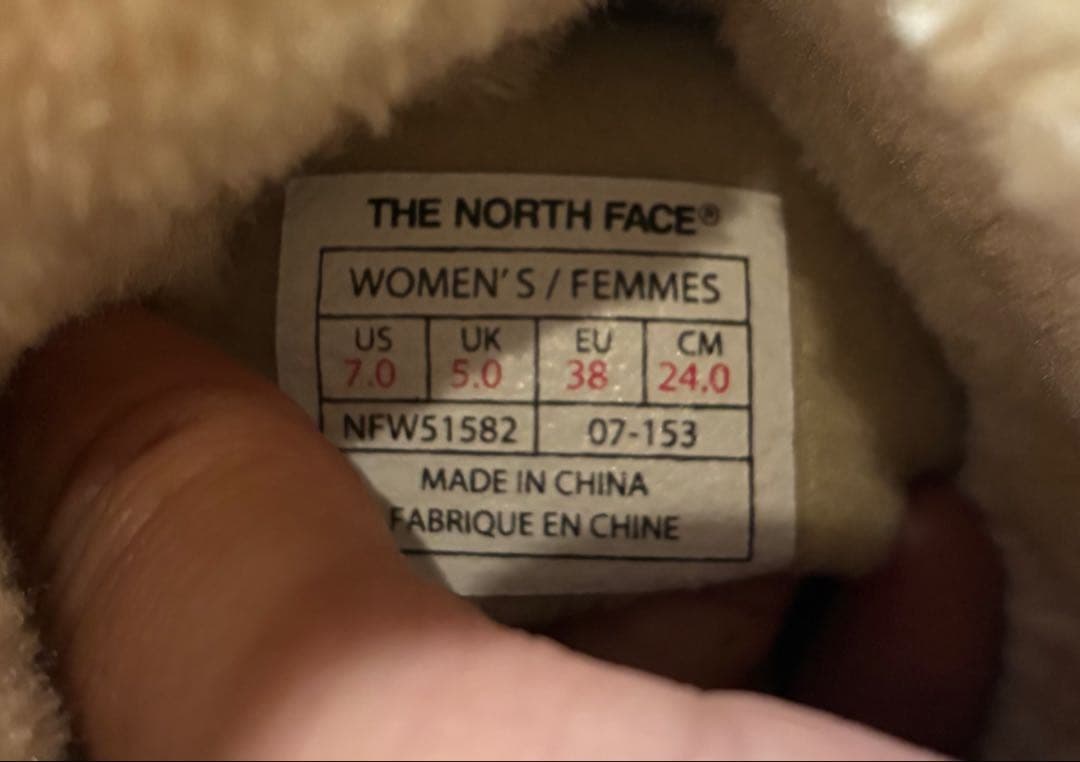 THE NORTH FACE®
WOMEN'S / FEMMES
US UK EU CM
7.0 5.0 38 24.0
NFW51582 07-153
MADE IN CHINA
FABRIQUE EN CHINE